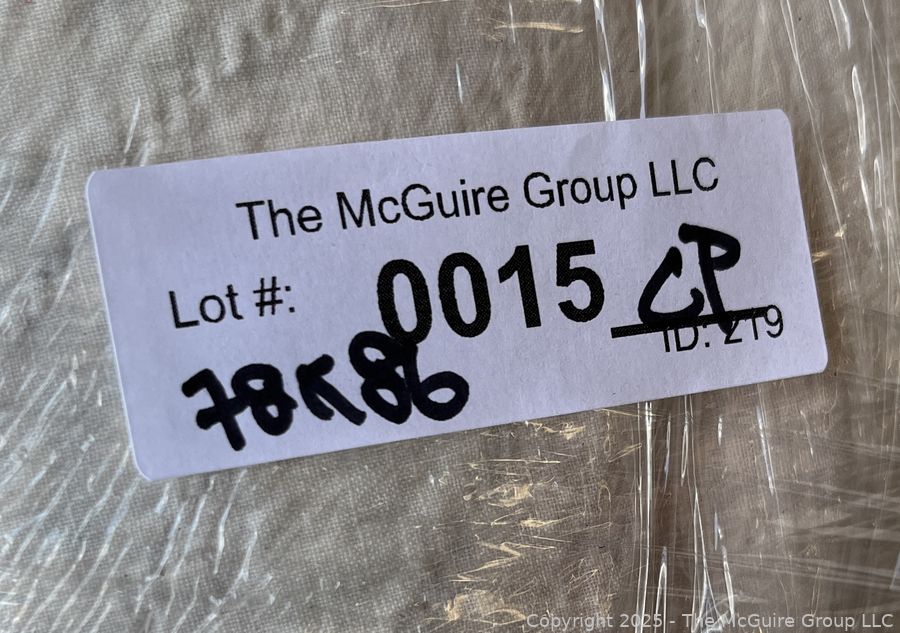 The McGuire Group LLC
Lot #: 0015 CP
ID: 219
78x86
Copyright 2025 - The McGuire Group LLC